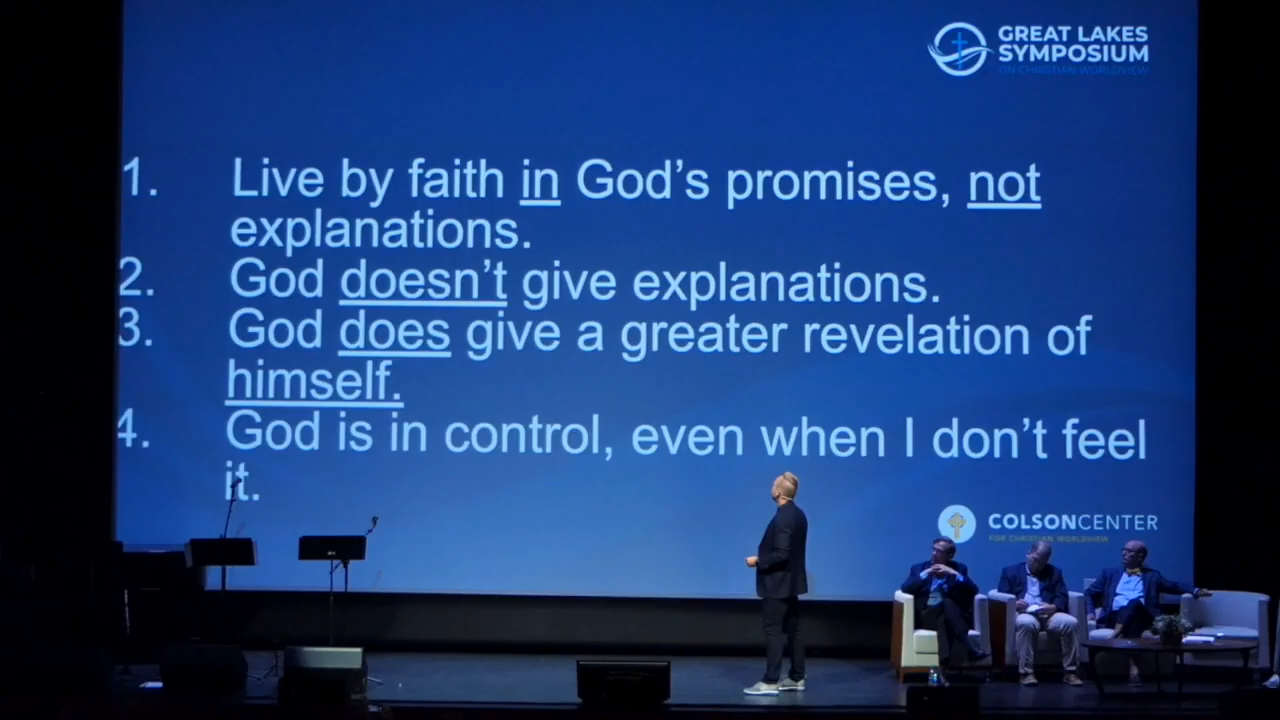 GREAT LAKES
SYMPOSIUM
ON CHRISTIAN WORLDVIEW
1. Live by faith in God’s promises, not
explanations.
2. God doesn’t give explanations.
3. God does give a greater revelation of
himself.
4. God is in control, even when I don’t feel
it.
COLSONCENTER
FOR CHRISTIAN WORLDVIEW